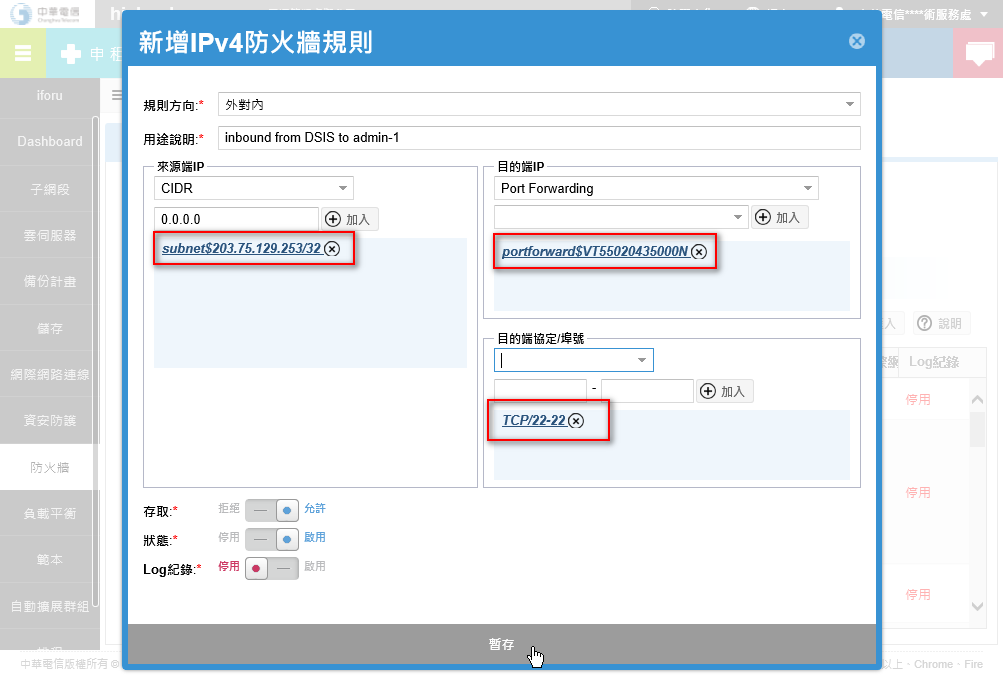 中華電信
Chunghwa Telecom
電信****術服務處
申租
iforu
Dashboard
子網段
雲伺服器
備份計畫
儲存
網際網路連線
資安防護
防火牆
負載平衡
範本
自動擴展群組
新增IPv4防火牆規則
規則方向:*
外對內
用途說明:*
inbound from DSIS to admin-1
來源端IP
CIDR
0.0.0.0
加入
subnet$203.75.129.253/32
目的端IP
Port Forwarding
加入
portforward$VT55020435000N
目的端協定/埠號
-
加入
TCP/22-22
存取:*
拒絕
允許
狀態:*
停用
啟用
Log紀錄:*
停用
啟用
暫存
入
說明
Log紀錄
停用
停用
停用
中華電信版權所有 ©
以上、Chrome、Fire